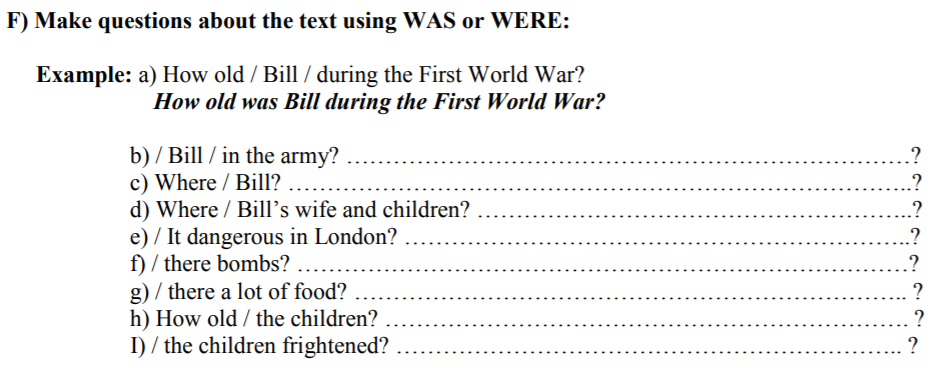 F) Make questions about the text using WAS or WERE:
Example: a) How old / Bill / during the First World War?
How old was Bill during the First World War?
b) / Bill / in the army? ……………………………………………………………….?
c) Where / Bill? ……………………………………………………………………..?
d) Where / Bill’s wife and children? ………………………………………………..?
e) / It dangerous in London? ………………………………………………………..?
f) / there bombs? …………………………………………………………………….?
g) / there a lot of food? …………………………………………………………….. ?
h) How old / the children? …………………………………………………………. ?
I) / the children frightened? ……………………………………………………….. ?